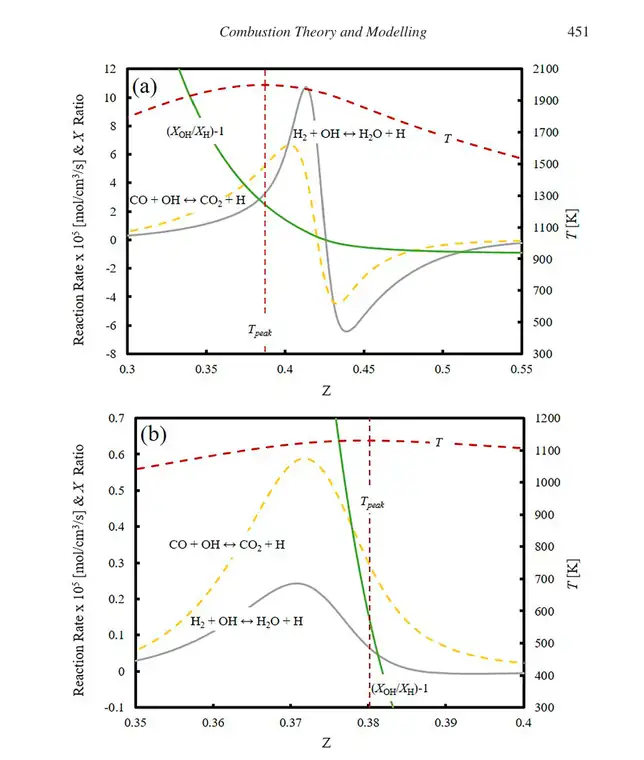 Combustion Theory and Modelling 451
(a)
Reaction Rate x 10⁵ [mol/cm³/s] & X Ratio
12
10
8
6
4
2
0
-2
-4
-6
-8
2100
1900
1700
1500
1300
1100
900
700
500
300
T [K]
(X_OH/X_H)-1
H₂ + OH ↔ H₂O + H
T
CO + OH ↔ CO₂ + H
T_peak
0.3 0.35 0.4 0.45 0.5 0.55
Z
(b)
Reaction Rate x 10⁵ [mol/cm³/s] & X Ratio
0.7
0.6
0.5
0.4
0.3
0.2
0.1
0
-0.1
1200
1100
1000
900
800
700
600
500
400
300
T [K]
T
T_peak
CO + OH ↔ CO₂ + H
H₂ + OH ↔ H₂O + H
(X_OH/X_H)-1
0.35 0.36 0.37 0.38 0.39 0.4
Z